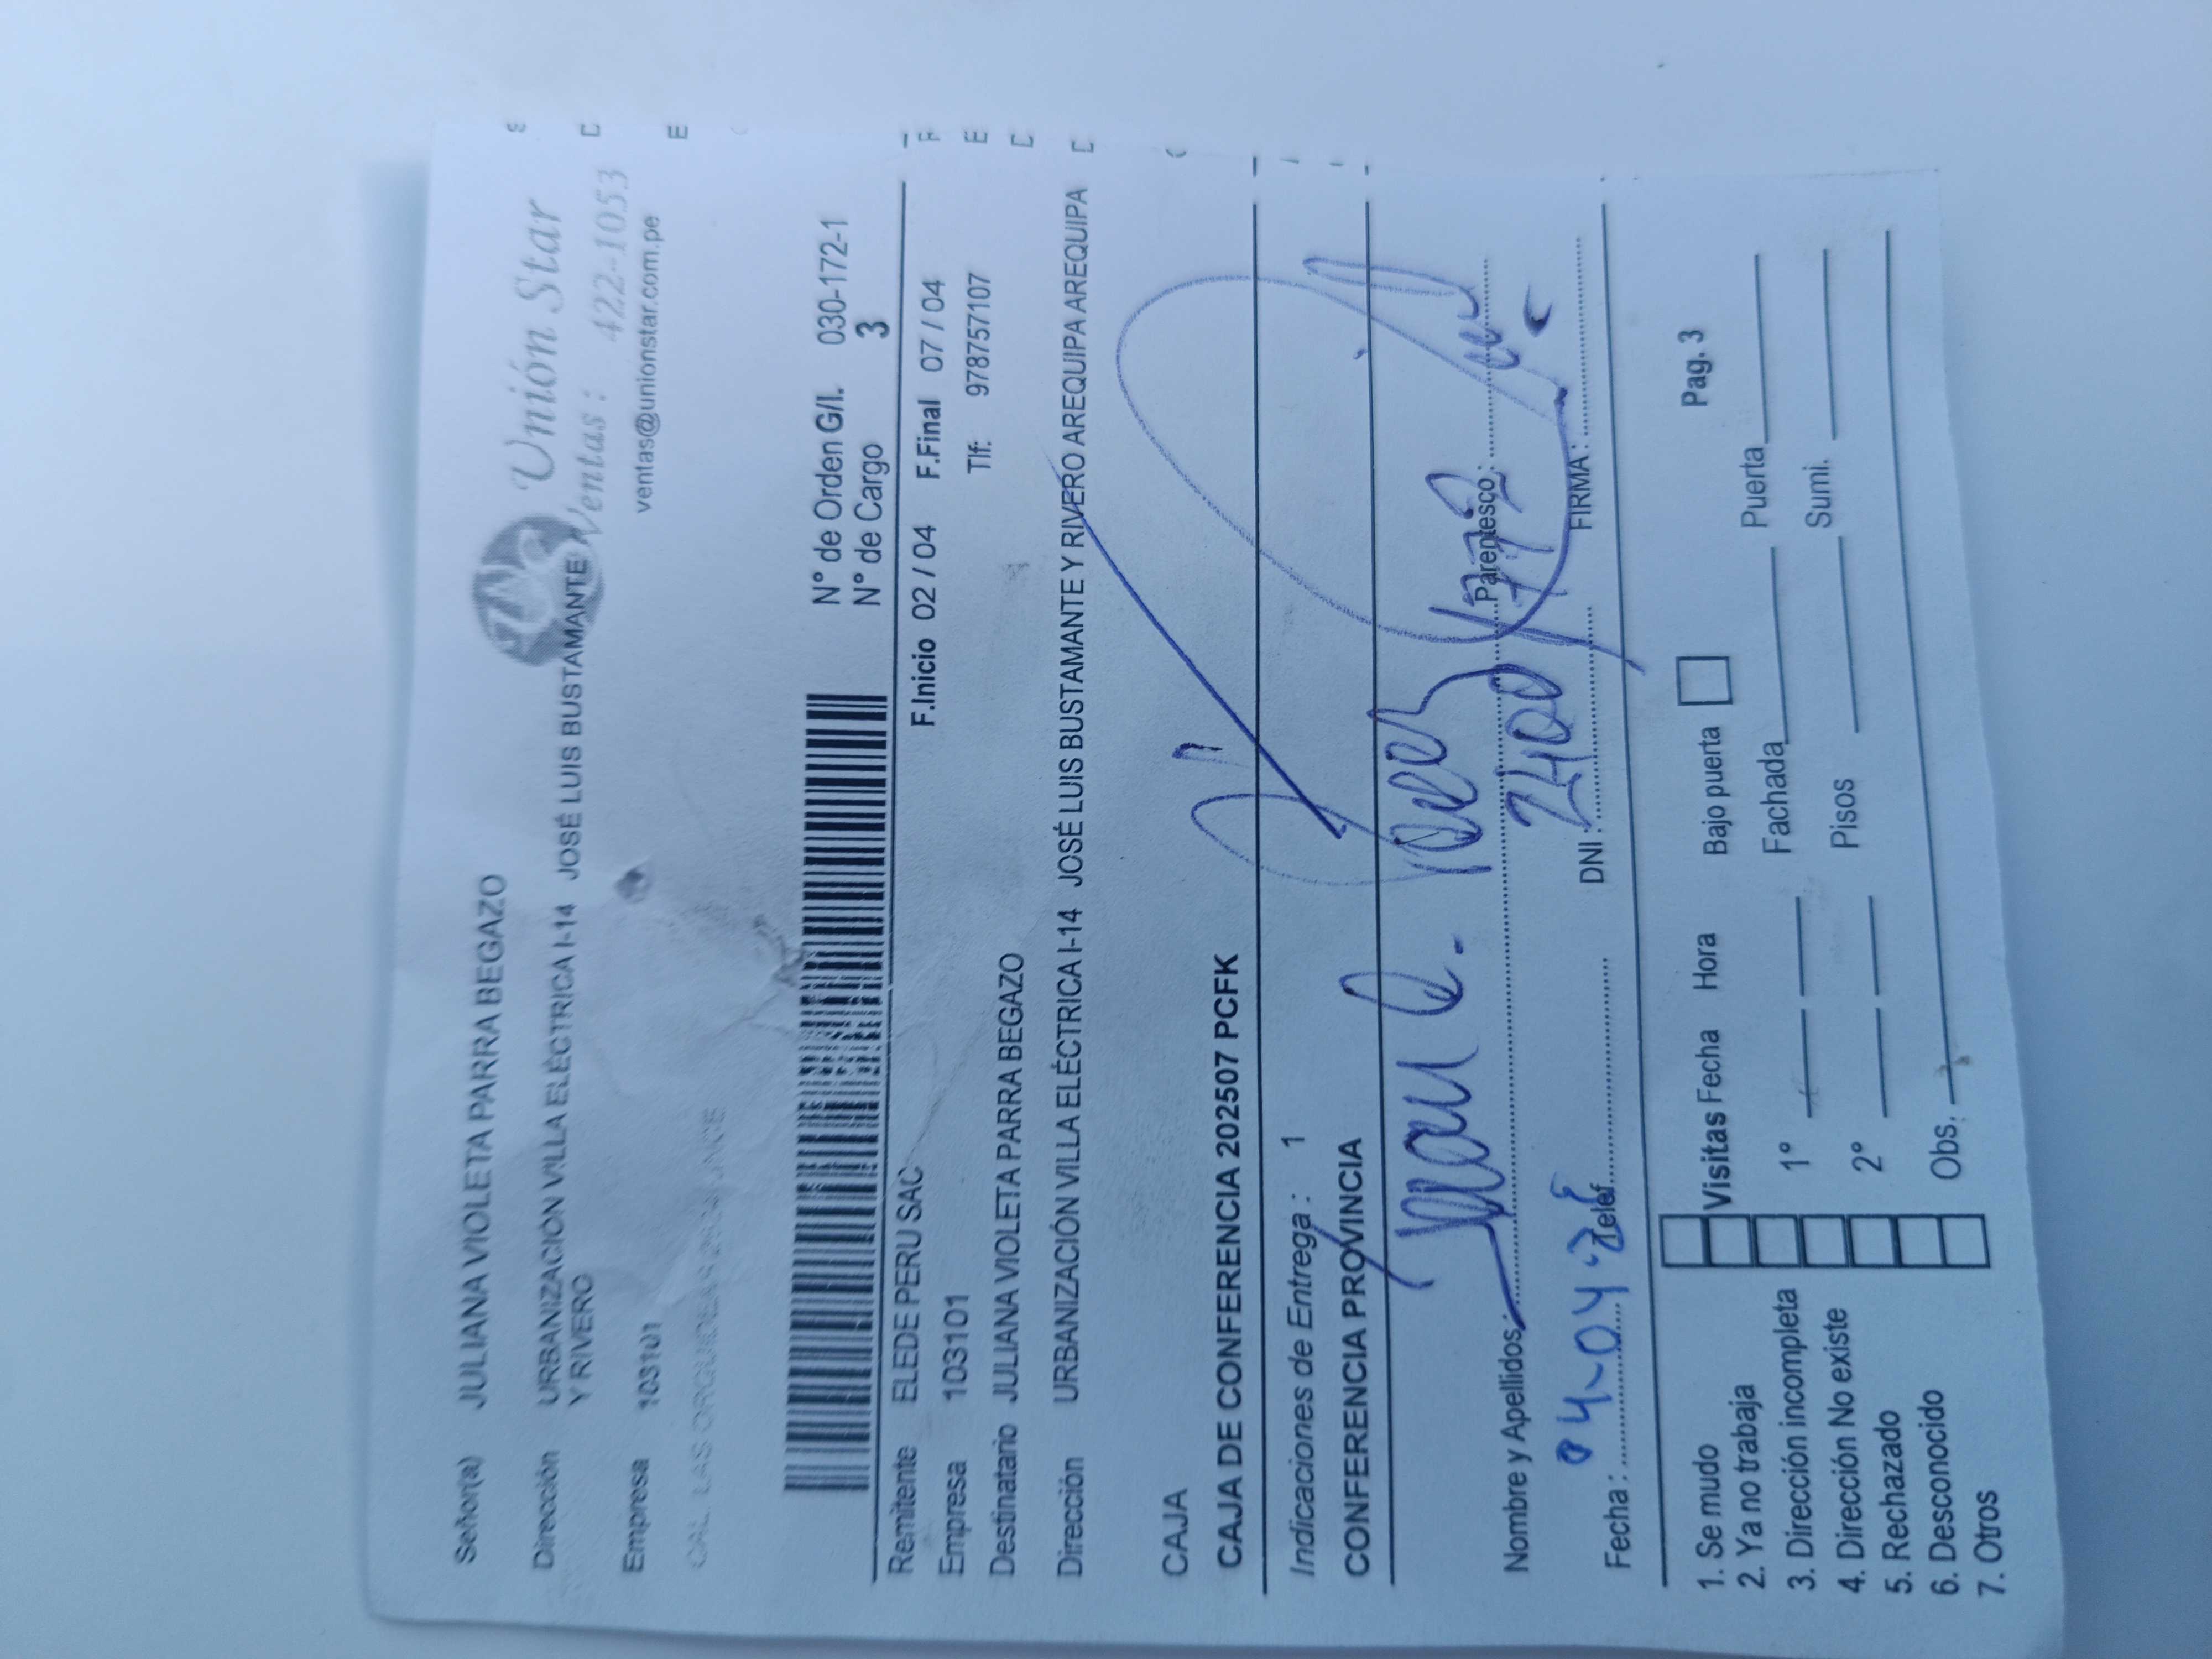 Señor(a) JULIANA VIOLETA PARRA BEGAZO
Unión Star
Ventas : 422-1053
ventas@unionstar.com.pe
Dirección URBANIZACIÓN VILLA ELÉCTRICA I-14 JOSÉ LUIS BUSTAMANTE
Y RIVERO
Empresa 103101
N° de Orden G/I. 030-172-1
N° de Cargo 3
Remitente ELEDE PERU SAC
F.Inicio 02 / 04 F.Final 07 / 04
Empresa 103101
Tlf: 978757107
Destinatario JULIANA VIOLETA PARRA BEGAZO
Dirección URBANIZACIÓN VILLA ELÉCTRICA I-14 JOSÉ LUIS BUSTAMANTE Y RIVERO AREQUIPA AREQUIPA
CAJA
CAJA DE CONFERENCIA 202507 PCFK
Indicaciones de Entrega : 1
CONFERENCIA PROVINCIA
Nombre y Apellidos: Parentesco:
Fecha : 04-04-25 Telef. DNI : FIRMA:
1. Se mudo
2. Ya no trabaja
3. Dirección incompleta
4. Dirección No existe
5. Rechazado
6. Desconocido
7. Otros
Visitas Fecha Hora Bajo puerta Pag. 3
1º Fachada Puerta
2º Pisos Sumi.
Obs.